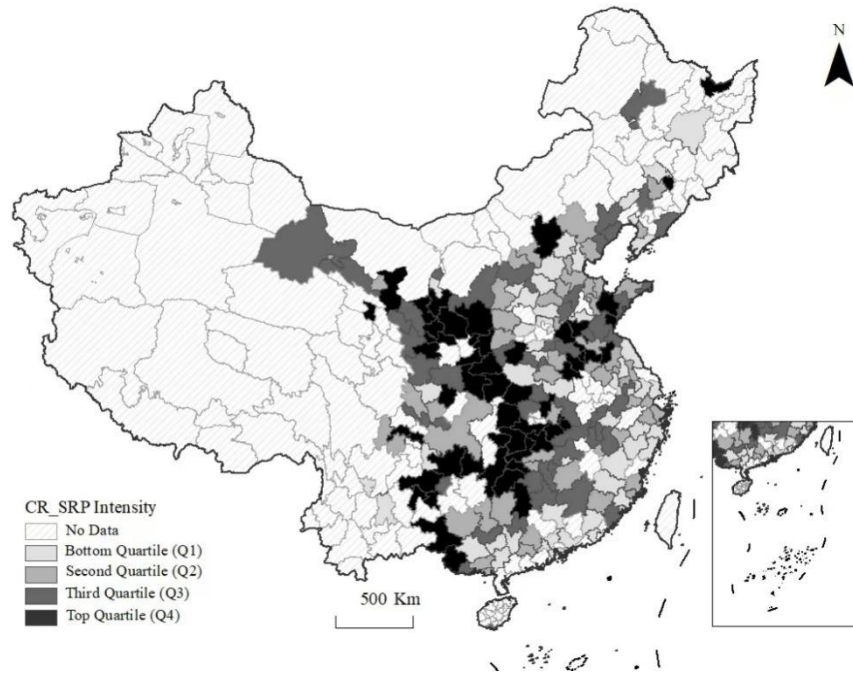 N
CR_SRP Intensity
No Data
Bottom Quartile (Q1)
Second Quartile (Q2)
Third Quartile (Q3)
Top Quartile (Q4)
500 Km